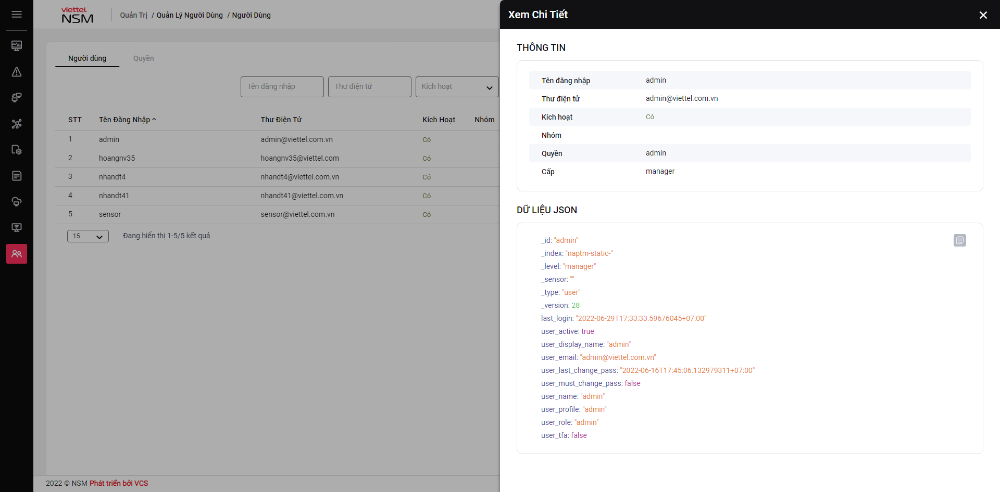 viettel
NSM
Quản Trị / Quản Lý Người Dùng / Người Dùng
Người dùng Quyền
Tên đăng nhập Thư điện tử Kích hoạt
STT Tên Đăng Nhập Thư Điện Tử Kích Hoạt Nhóm
1 admin admin@viettel.com.vn Có
2 hoangnv35 hoangnv35@viettel.com Có
3 nhandt4 nhandt4@viettel.com.vn Có
4 nhandt41 nhandt41@viettel.com.vn Có
5 sensor sensor@viettel.com.vn Có
15 Đang hiển thị 1-5/5 kết quả
2022 © NSM Phát triển bởi VCS
Xem Chi Tiết
THÔNG TIN
Tên đăng nhập admin
Thư điện tử admin@viettel.com.vn
Kích hoạt Có
Nhóm
Quyền admin
Cấp manager
DỮ LIỆU JSON
_id: "admin"
_index: "naptm-static-"
_level: "manager"
_sensor: ""
_type: "user"
_version: 28
last_login: "2022-06-29T17:33:33.59676045+07:00"
user_active: true
user_display_name: "admin"
user_email: "admin@viettel.com.vn"
user_last_change_pass: "2022-06-16T17:45:06.132979311+07:00"
user_must_change_pass: false
user_name: "admin"
user_profile: "admin"
user_role: "admin"
user_tfa: false